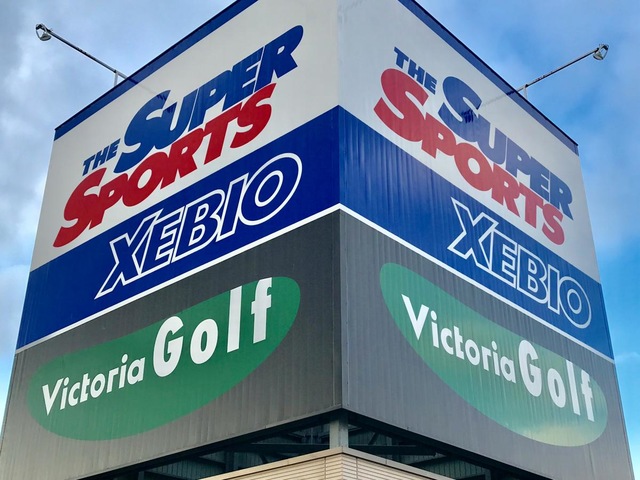 THE SUPER
SPORTS
XEBIO
Victoria Golf
THE SUPER
SPORTS
XEBIO
Victoria Golf